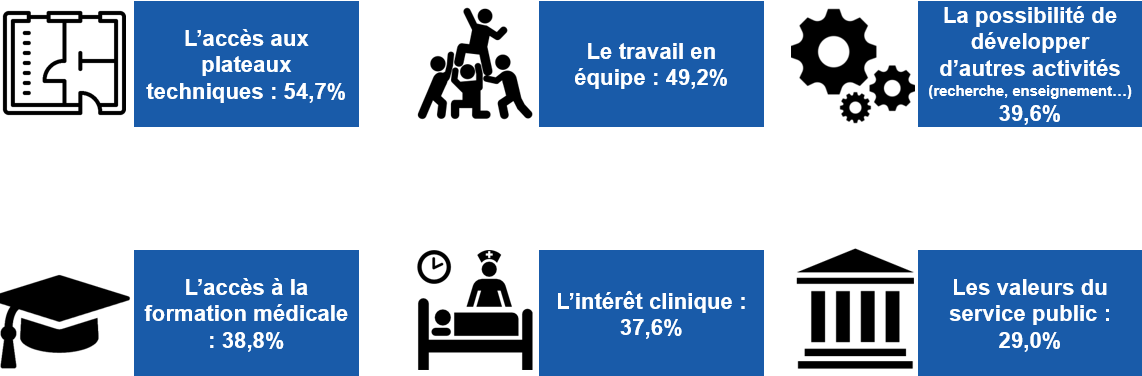 L’accès aux
plateaux
techniques : 54,7%
Le travail en
équipe : 49,2%
La possibilité de
développer
d’autres activités
(recherche, enseignement…)
39,6%
L’accès à la
formation médicale
: 38,8%
L’intérêt clinique :
37,6%
Les valeurs du
service public :
29,0%